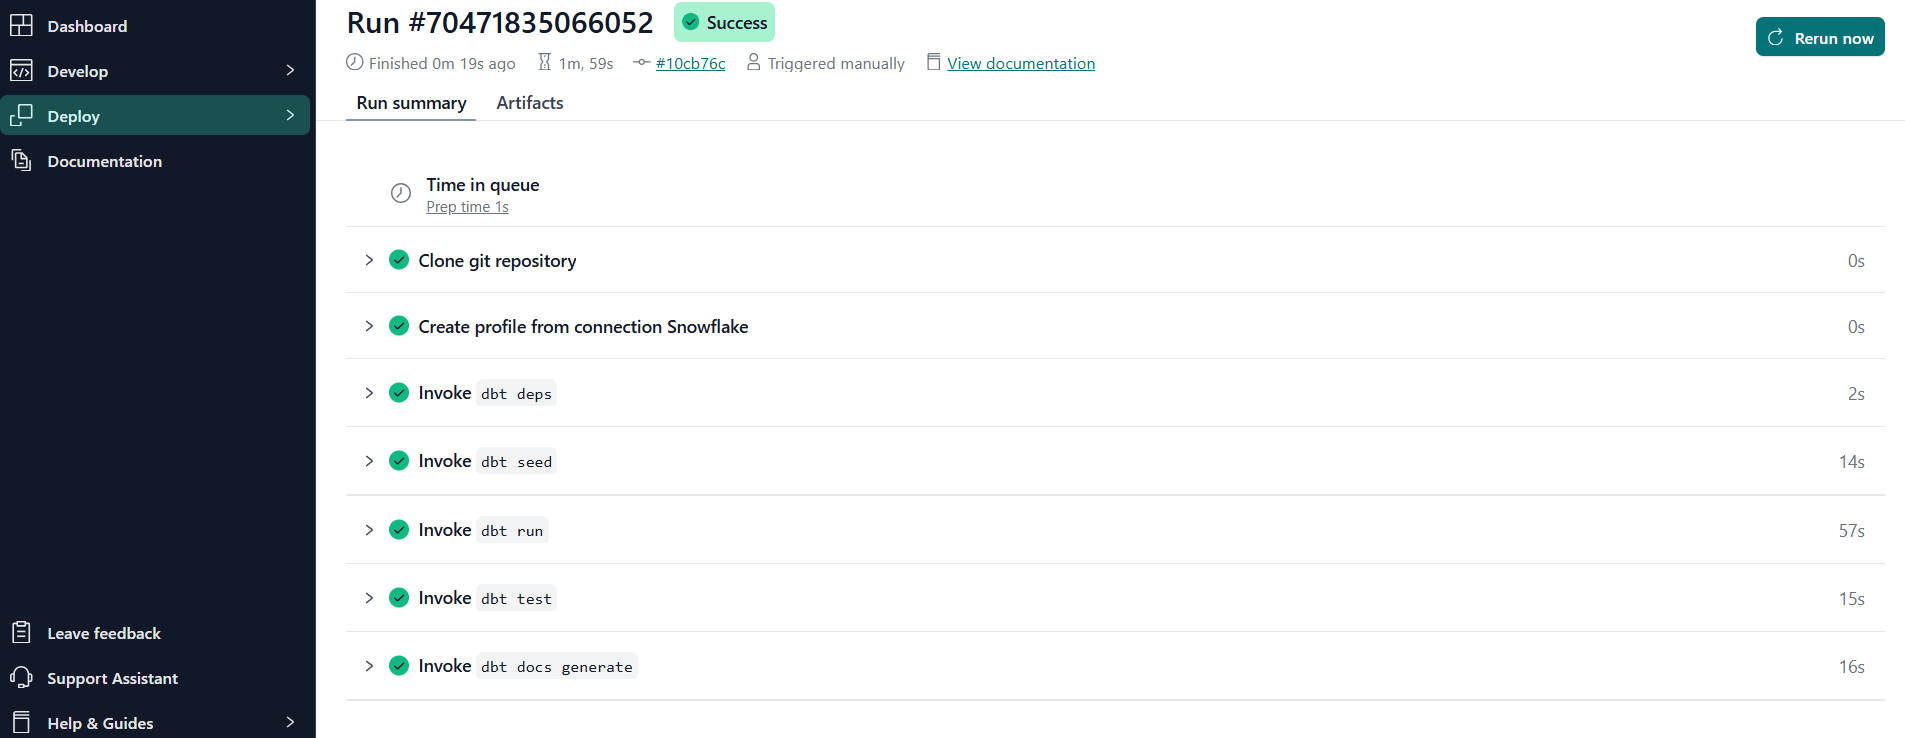 Dashboard
Develop
Deploy
Documentation
Leave feedback
Support Assistant
Help & Guides
Run #70471835066052
Success
Rerun now
Finished 0m 19s ago 1m, 59s #10cb76c Triggered manually View documentation
Run summary Artifacts
Time in queue
Prep time 1s
Clone git repository 0s
Create profile from connection Snowflake 0s
Invoke dbt deps 2s
Invoke dbt seed 14s
Invoke dbt run 57s
Invoke dbt test 15s
Invoke dbt docs generate 16s